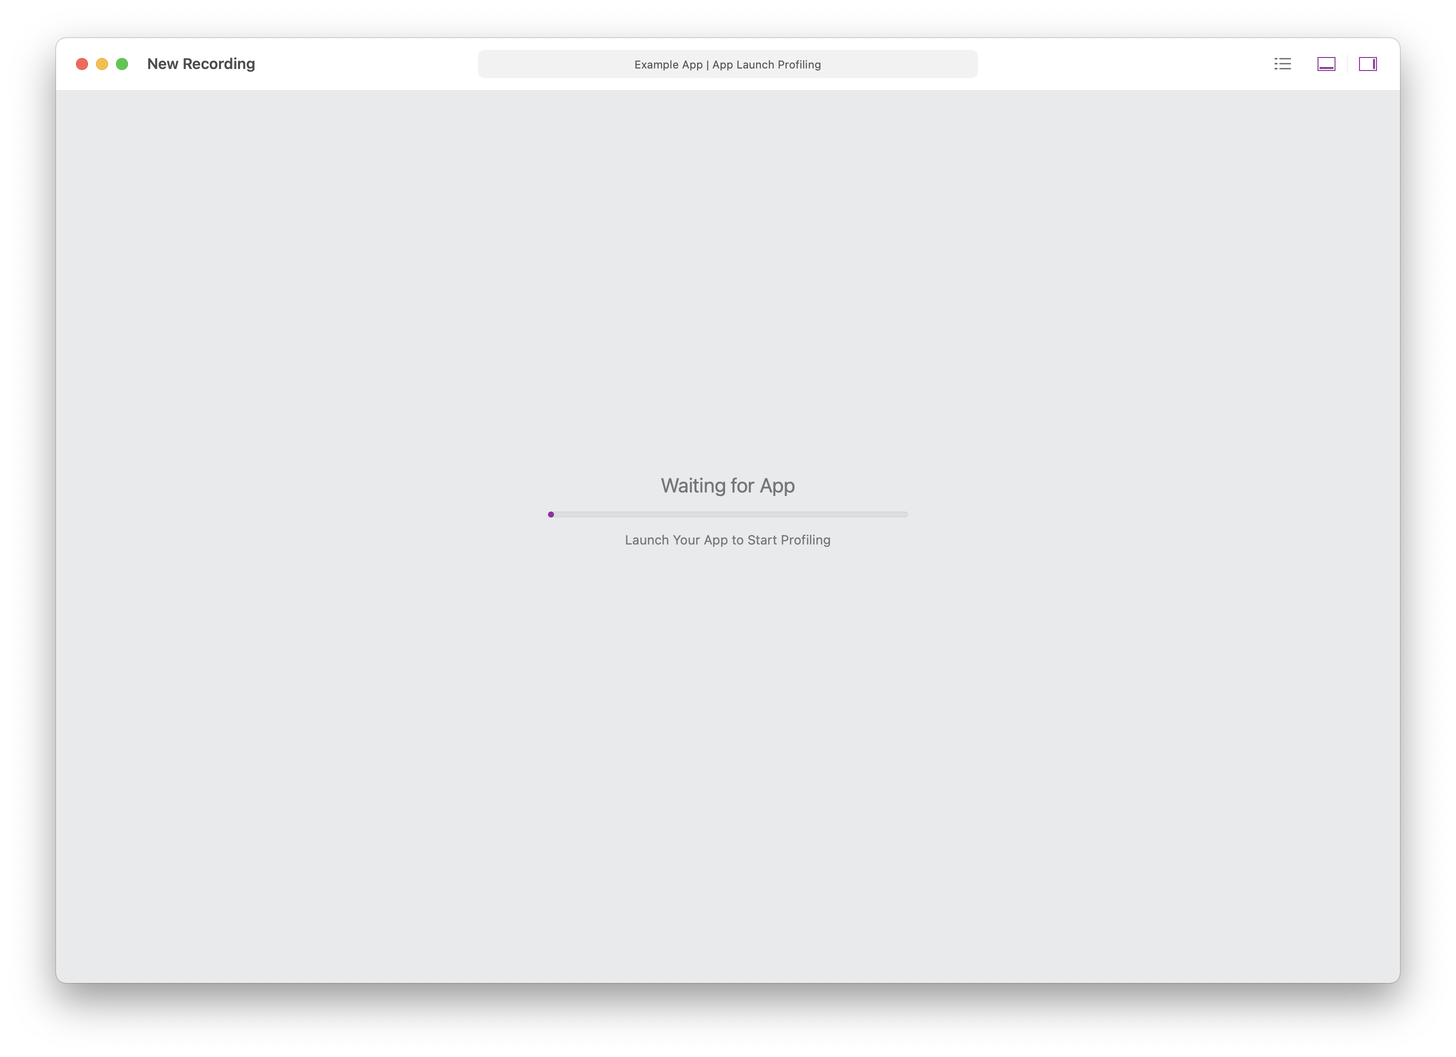 New Recording
Example App | App Launch Profiling
Waiting for App
Launch Your App to Start Profiling